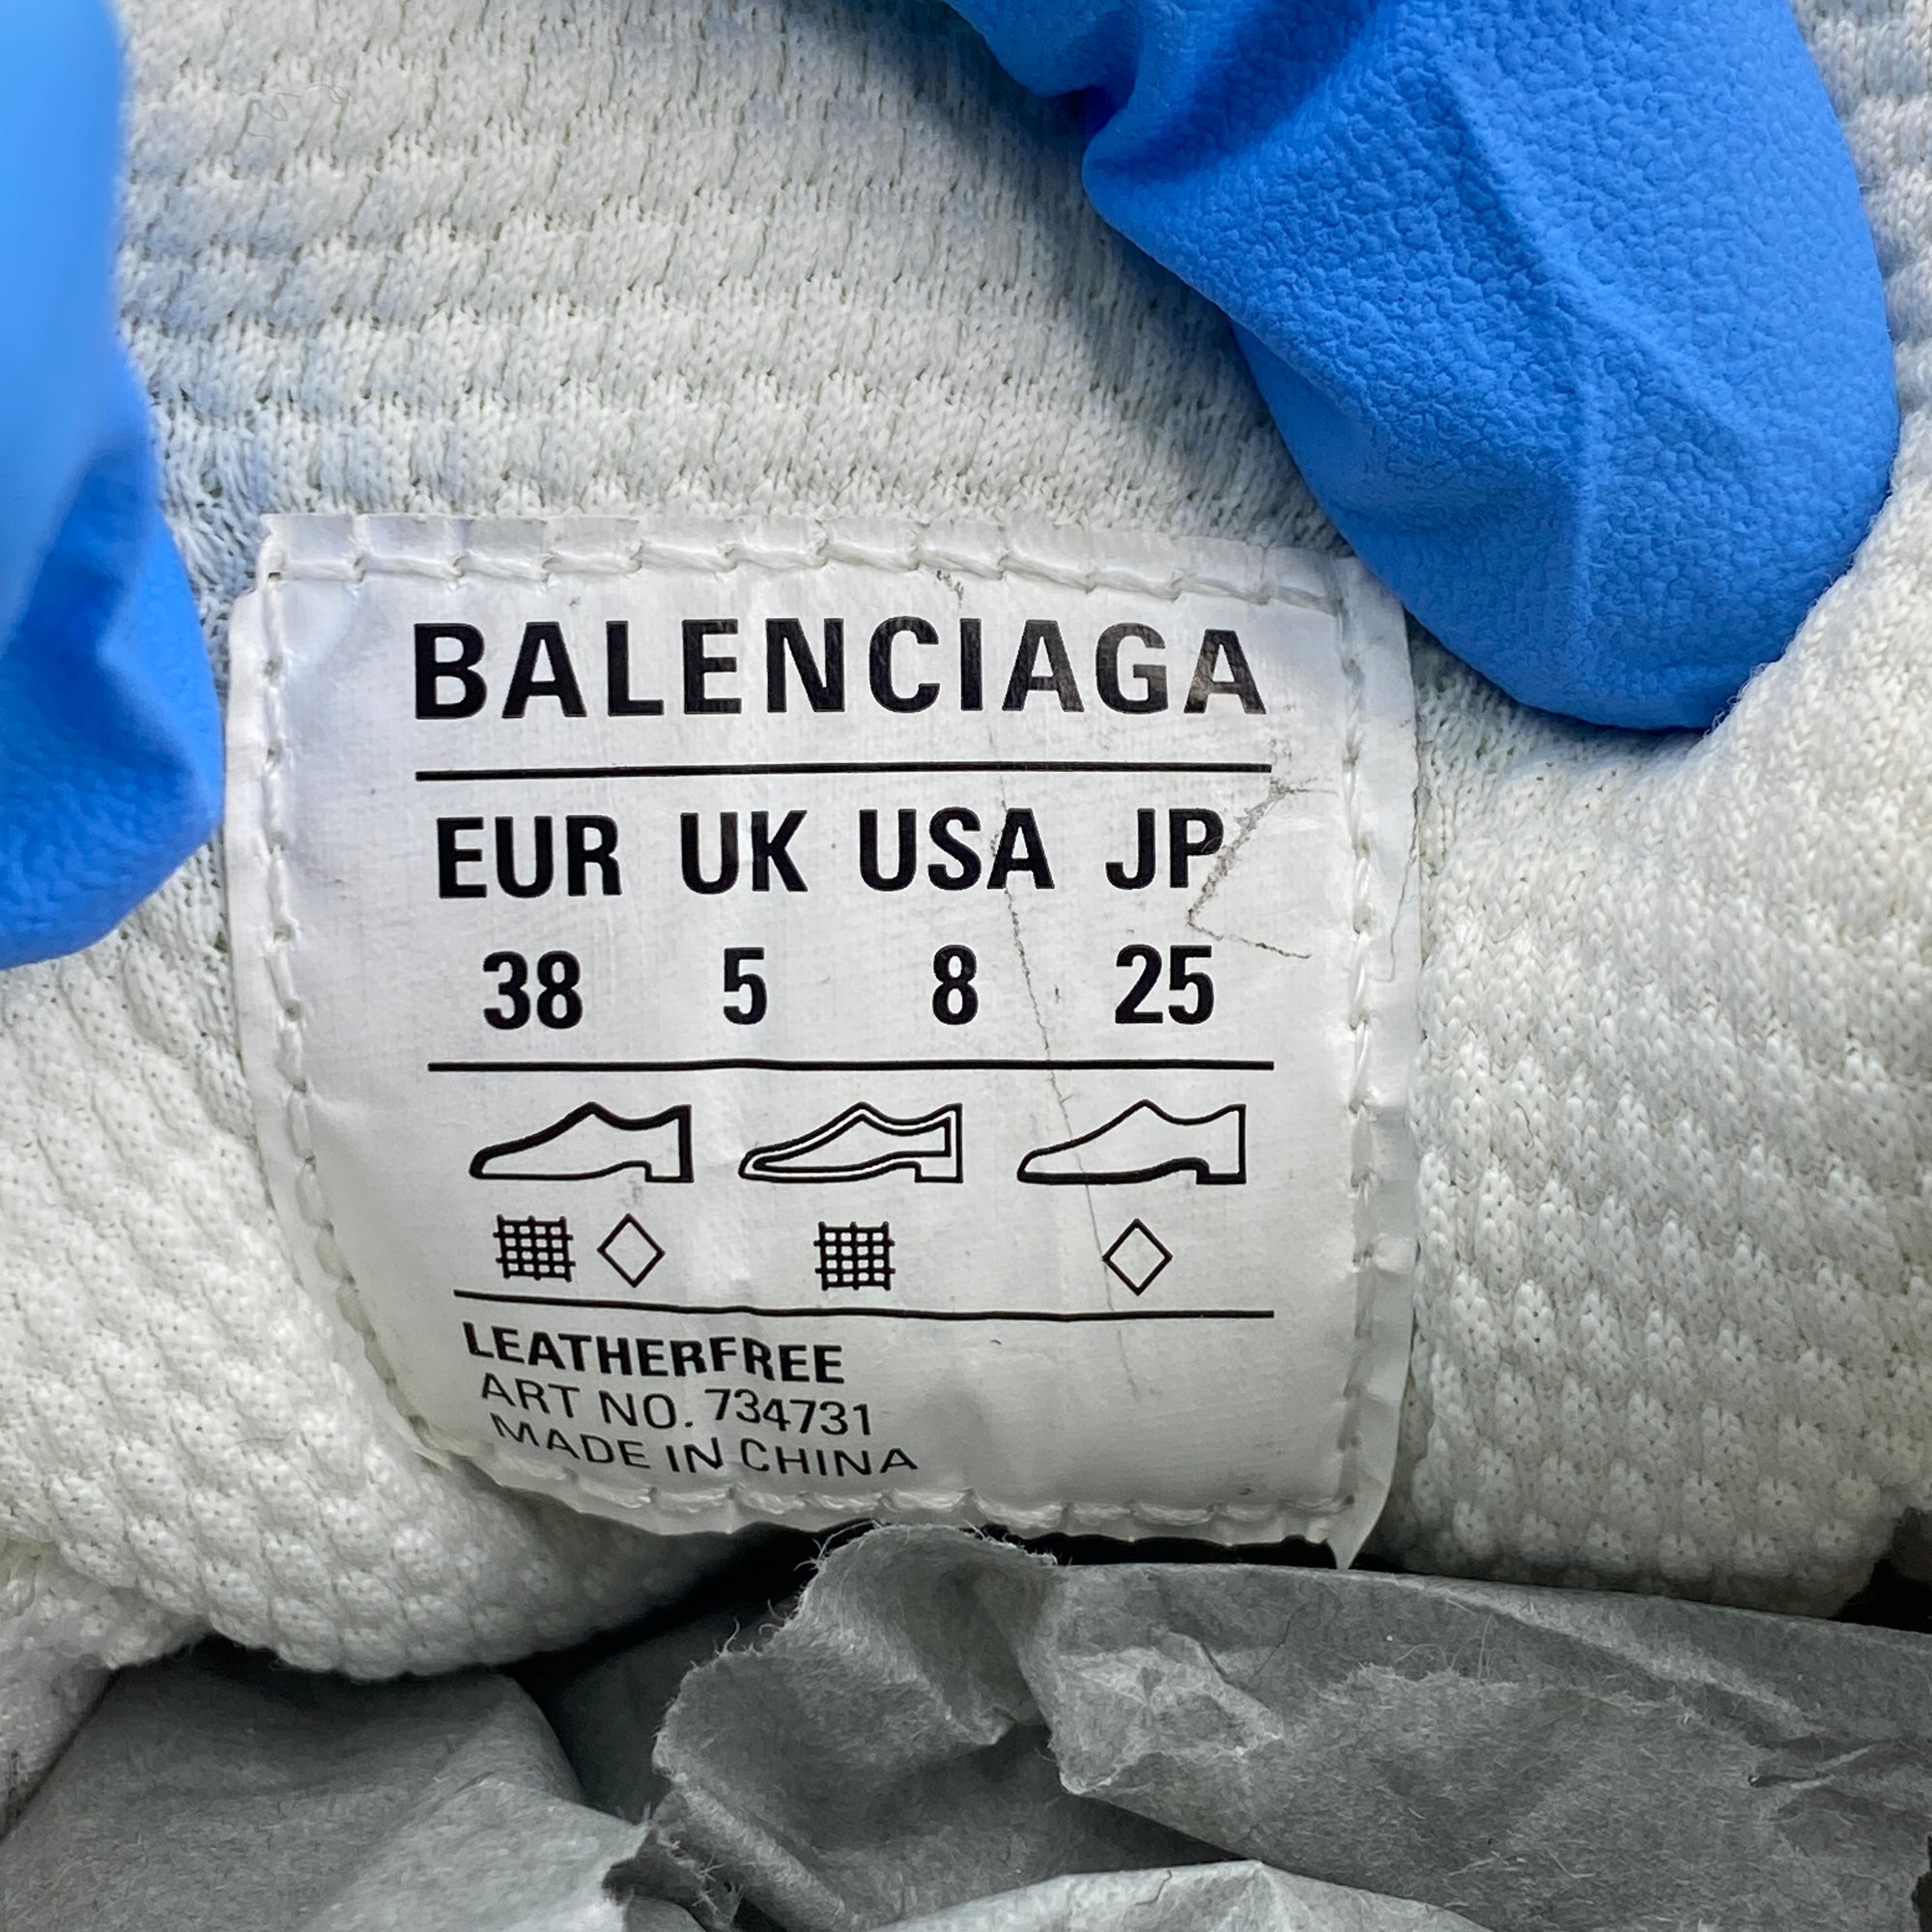 BALENCIAGA
EUR UK USA JP
38 5 8 25
LEATHERFREE
ART NO. 734731
MADE IN CHINA